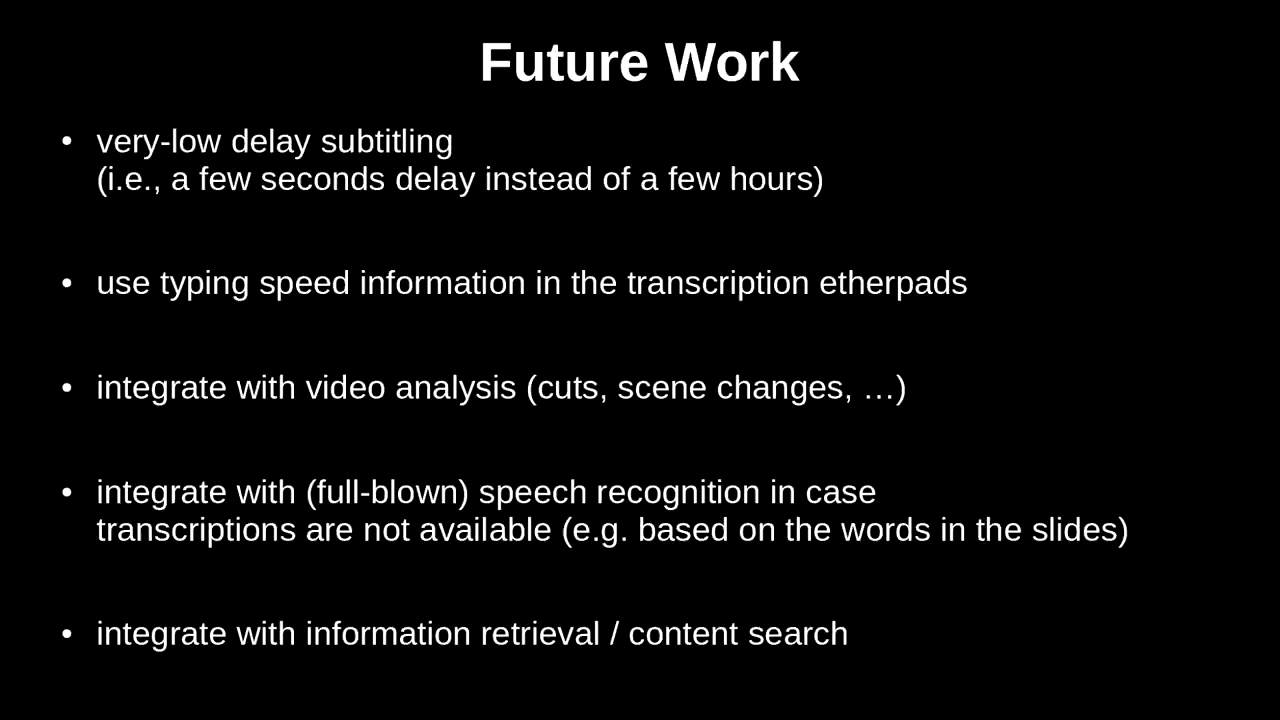 Future Work
• very-low delay subtitling
(i.e., a few seconds delay instead of a few hours)
• use typing speed information in the transcription etherpads
• integrate with video analysis (cuts, scene changes, …)
• integrate with (full-blown) speech recognition in case
transcriptions are not available (e.g. based on the words in the slides)
• integrate with information retrieval / content search